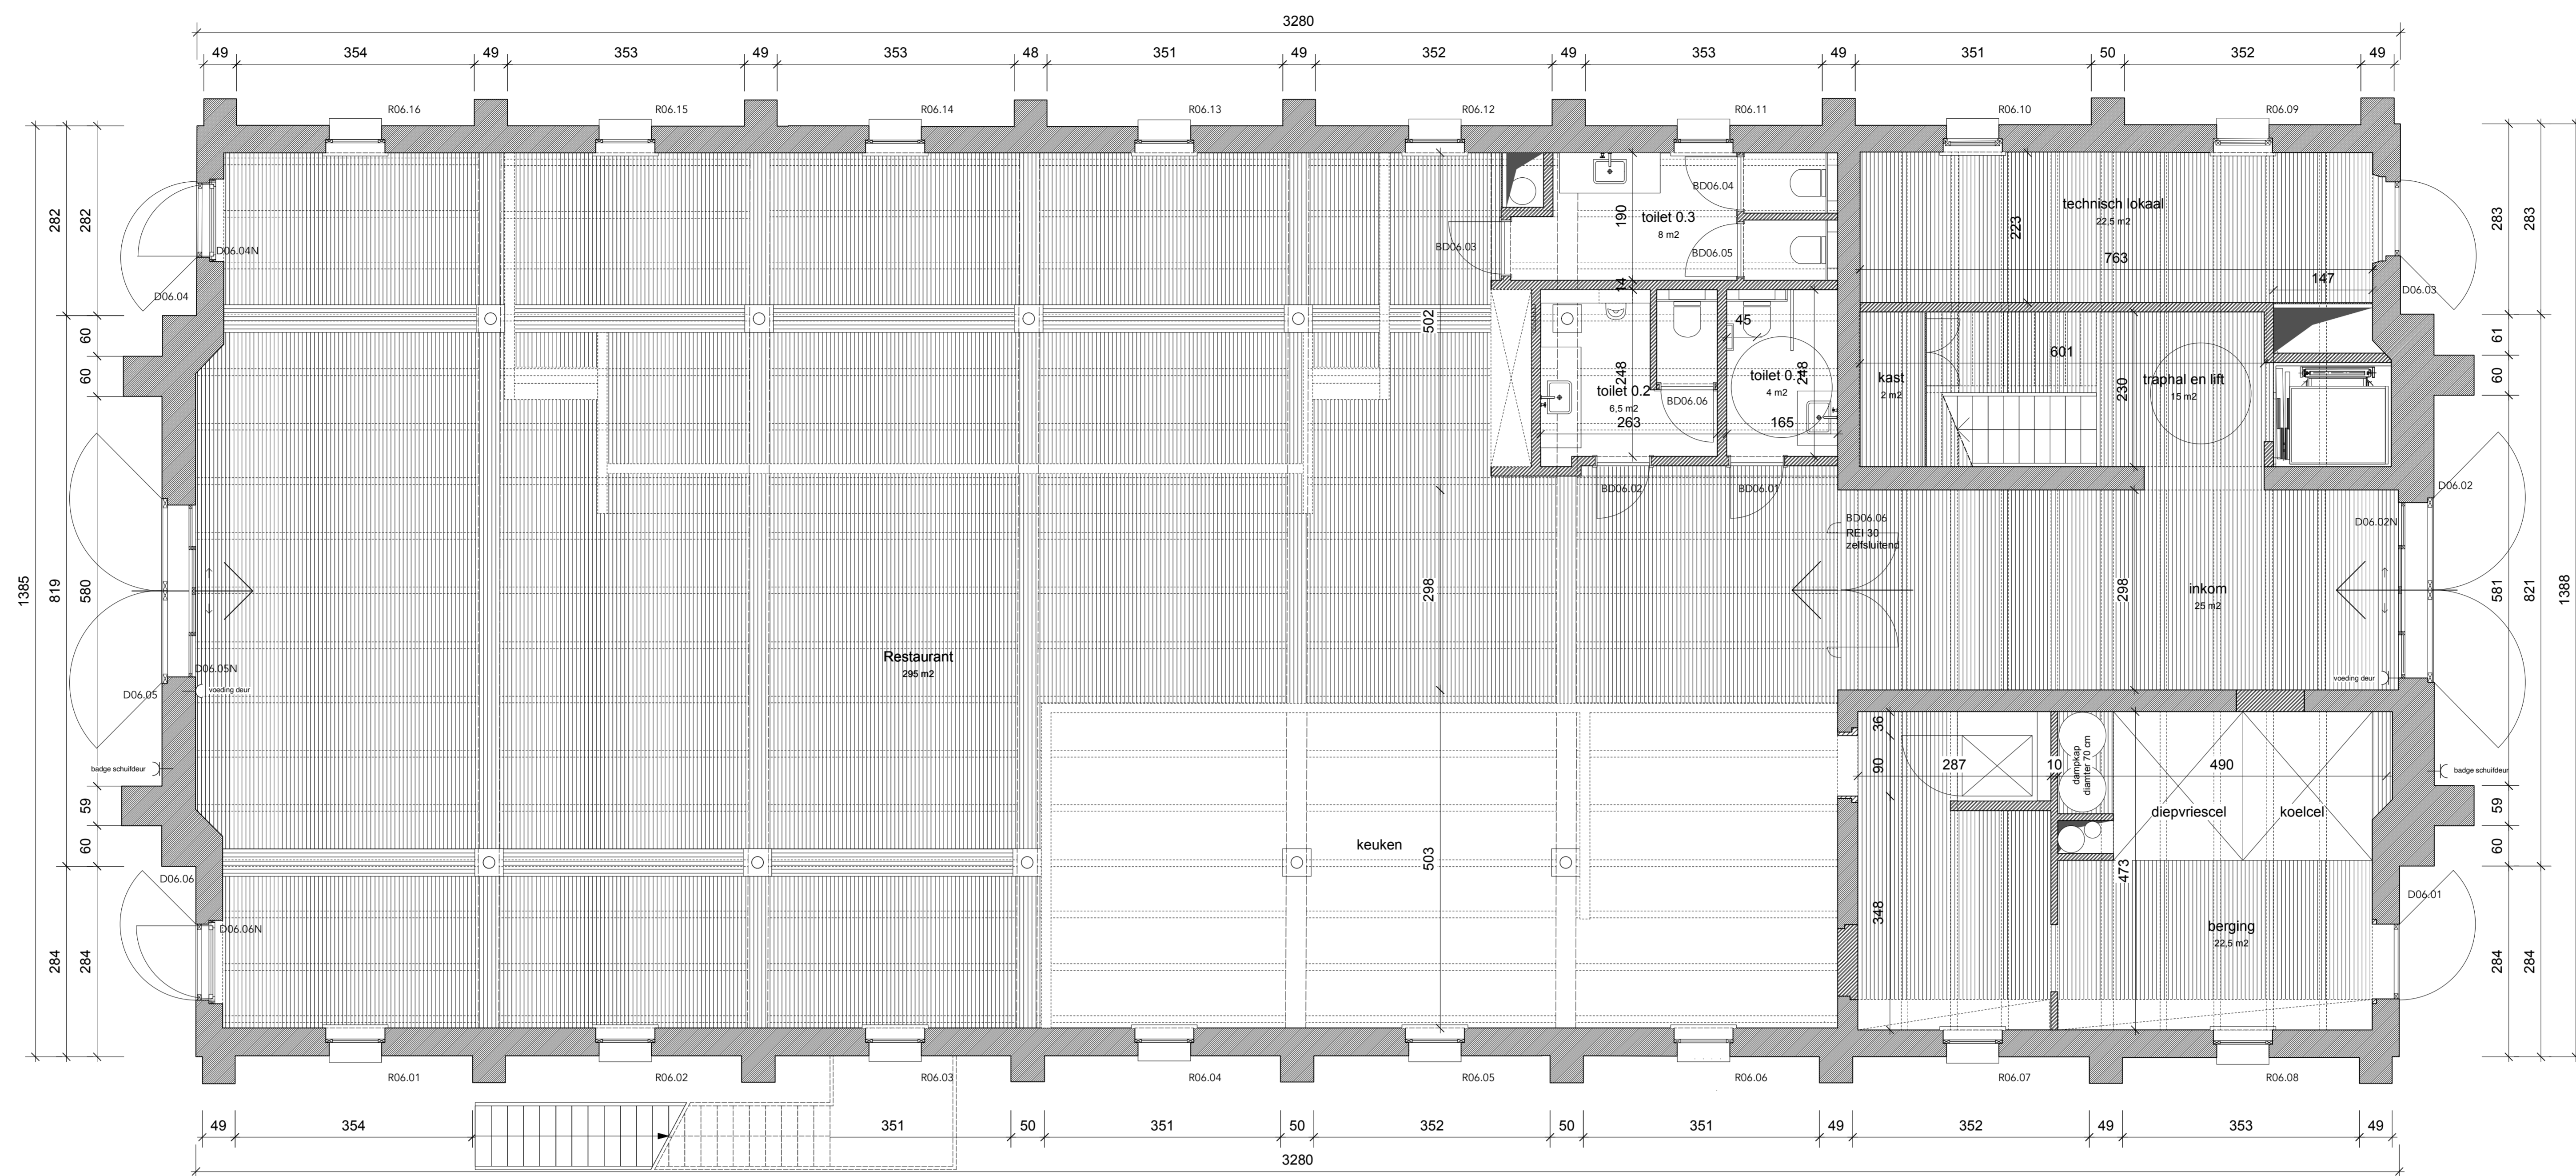 3280
49 354 49 353 49 353 48 351 49 352 49 353 49 351 50 352 49
R06.16 R06.15 R06.14 R06.13 R06.12 R06.11 R06.10 R06.09
1385
282
819
284
282
60
60
580
59
60
284
D06.04N
D06.04
D06.05N
voeding deur
D06.05
badge schuifdeur
D06.06
D06.06N
Restaurant
295 m2
502
298
503
keuken
BD06.03
BD06.04
toilet 0.3
8 m2
190
BD06.05
14
45
248
toilet 0.2
6,5 m2
263
BD06.06
toilet 0.1
4 m2
248
165
BD06.02
BD06.01
BD06.06
REI 30
zelfsluitend
technisch lokaal
22,5 m2
223
763
147
D06.03
601
kast
2 m2
230
traphal en lift
15 m2
D06.02
D06.02N
inkom
25 m2
298
voeding deur
36
90
348
287
10
490
dampkap
diamter 70 cm
diepvriescel
koelcel
473
berging
22,5 m2
badge schuifdeur
D06.01
283
61
60
581
59
60
284
283
821
284
1388
R06.01 R06.02 R06.03 R06.04 R06.05 R06.06 R06.07 R06.08
49 354 351 50 351 50 352 50 351 49 352 49 353 49
3280